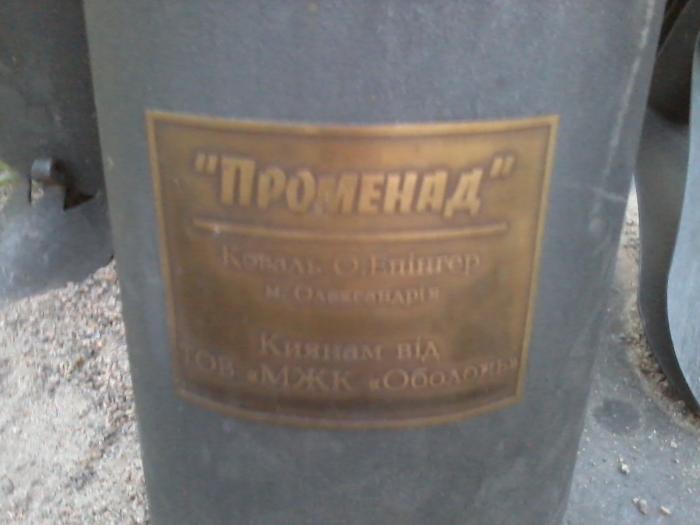 "ПРОМЕНАД"
Коваль О.Епінгер
м. Олександрія
Киянам від
ТОВ «МЖК «Оболонь»